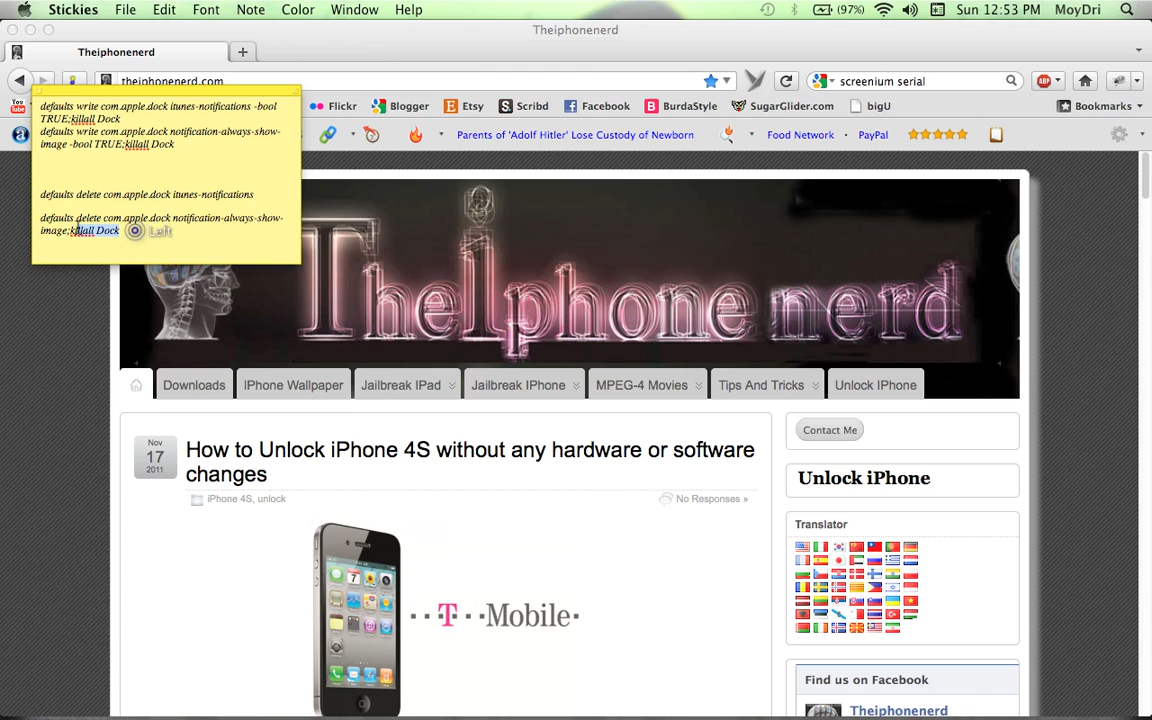 Stickies File Edit Font Note Color Window Help (97%) Sun 12:53 PM MoyDri
Theiphonenerd
Theiphonenerd
theiphonenerd.com screenium serial
Flickr Blogger Etsy Scribd Facebook BurdaStyle SugarGlider.com bigU Bookmarks
Parents of 'Adolf Hitler' Lose Custody of Newborn Food Network PayPal
defaults write com.apple.dock itunes-notifications -bool
TRUE;killall Dock
defaults write com.apple.dock notification-always-show-
image -bool TRUE;killall Dock
defaults delete com.apple.dock itunes-notifications
defaults delete com.apple.dock notification-always-show-
image;killall Dock
Left
TheIphone nerd
Downloads IPhone Wallpaper Jailbreak IPad Jailbreak IPhone MPEG-4 Movies Tips And Tricks Unlock IPhone
Nov
17
2011
How to Unlock iPhone 4S without any hardware or software
changes
iPhone 4S, unlock No Responses »
T Mobile
Contact Me
Unlock iPhone
Translator
Find us on Facebook
Theiphonenerd